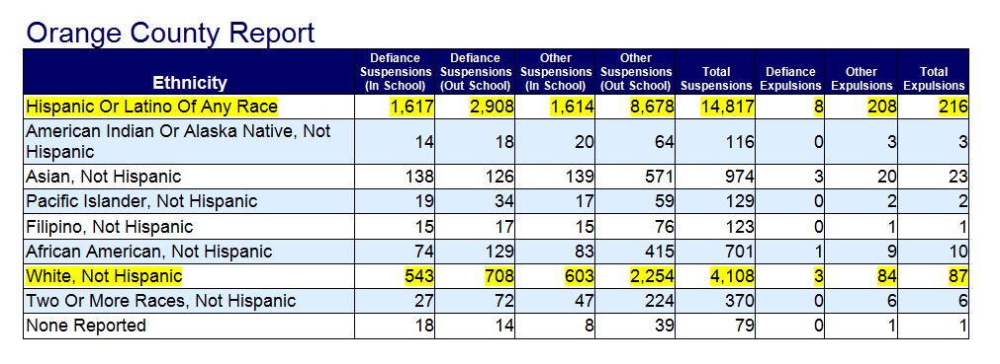 Orange County Report
Ethnicity Defiance Suspensions (In School) Defiance Suspensions (Out School) Other Suspensions (In School) Other Suspensions (Out School) Total Suspensions Defiance Expulsions Other Expulsions Total Expulsions
Hispanic Or Latino Of Any Race 1,617 2,908 1,614 8,678 14,817 8 208 216
American Indian Or Alaska Native, Not
Hispanic 14 18 20 64 116 0 3 3
Asian, Not Hispanic 138 126 139 571 974 3 20 23
Pacific Islander, Not Hispanic 19 34 17 59 129 0 2 2
Filipino, Not Hispanic 15 17 15 76 123 0 1 1
African American, Not Hispanic 74 129 83 415 701 1 9 10
White, Not Hispanic 543 708 603 2,254 4,108 3 84 87
Two Or More Races, Not Hispanic 27 72 47 224 370 0 6 6
None Reported 18 14 8 39 79 0 1 1